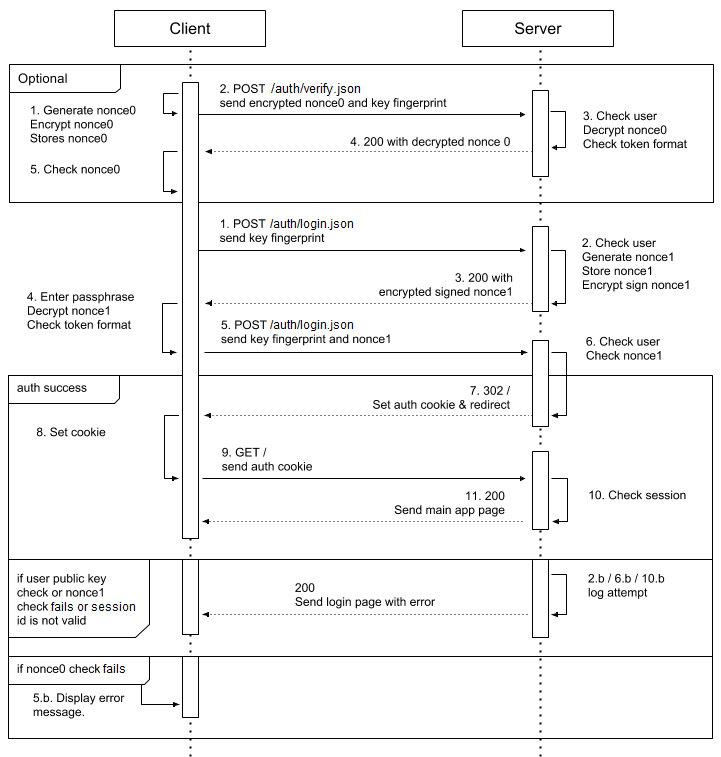 Client
Server
Optional
1. Generate nonce0
Encrypt nonce0
Stores nonce0
2. POST /auth/verify.json
send encrypted nonce0 and key fingerprint
3. Check user
Decrypt nonce0
Check token format
4. 200 with decrypted nonce 0
5. Check nonce0
1. POST /auth/login.json
send key fingerprint
2. Check user
Generate nonce1
Store nonce1
Encrypt sign nonce1
3. 200 with
encrypted signed nonce1
4. Enter passphrase
Decrypt nonce1
Check token format
5. POST /auth/login.json
send key fingerprint and nonce1
6. Check user
Check nonce1
auth success
7. 302 /
Set auth cookie & redirect
8. Set cookie
9. GET /
send auth cookie
10. Check session
11. 200
Send main app page
if user public key
check or nonce1
check fails or session
id is not valid
200
Send login page with error
2.b / 6.b / 10.b
log attempt
if nonce0 check fails
5.b. Display error
message.